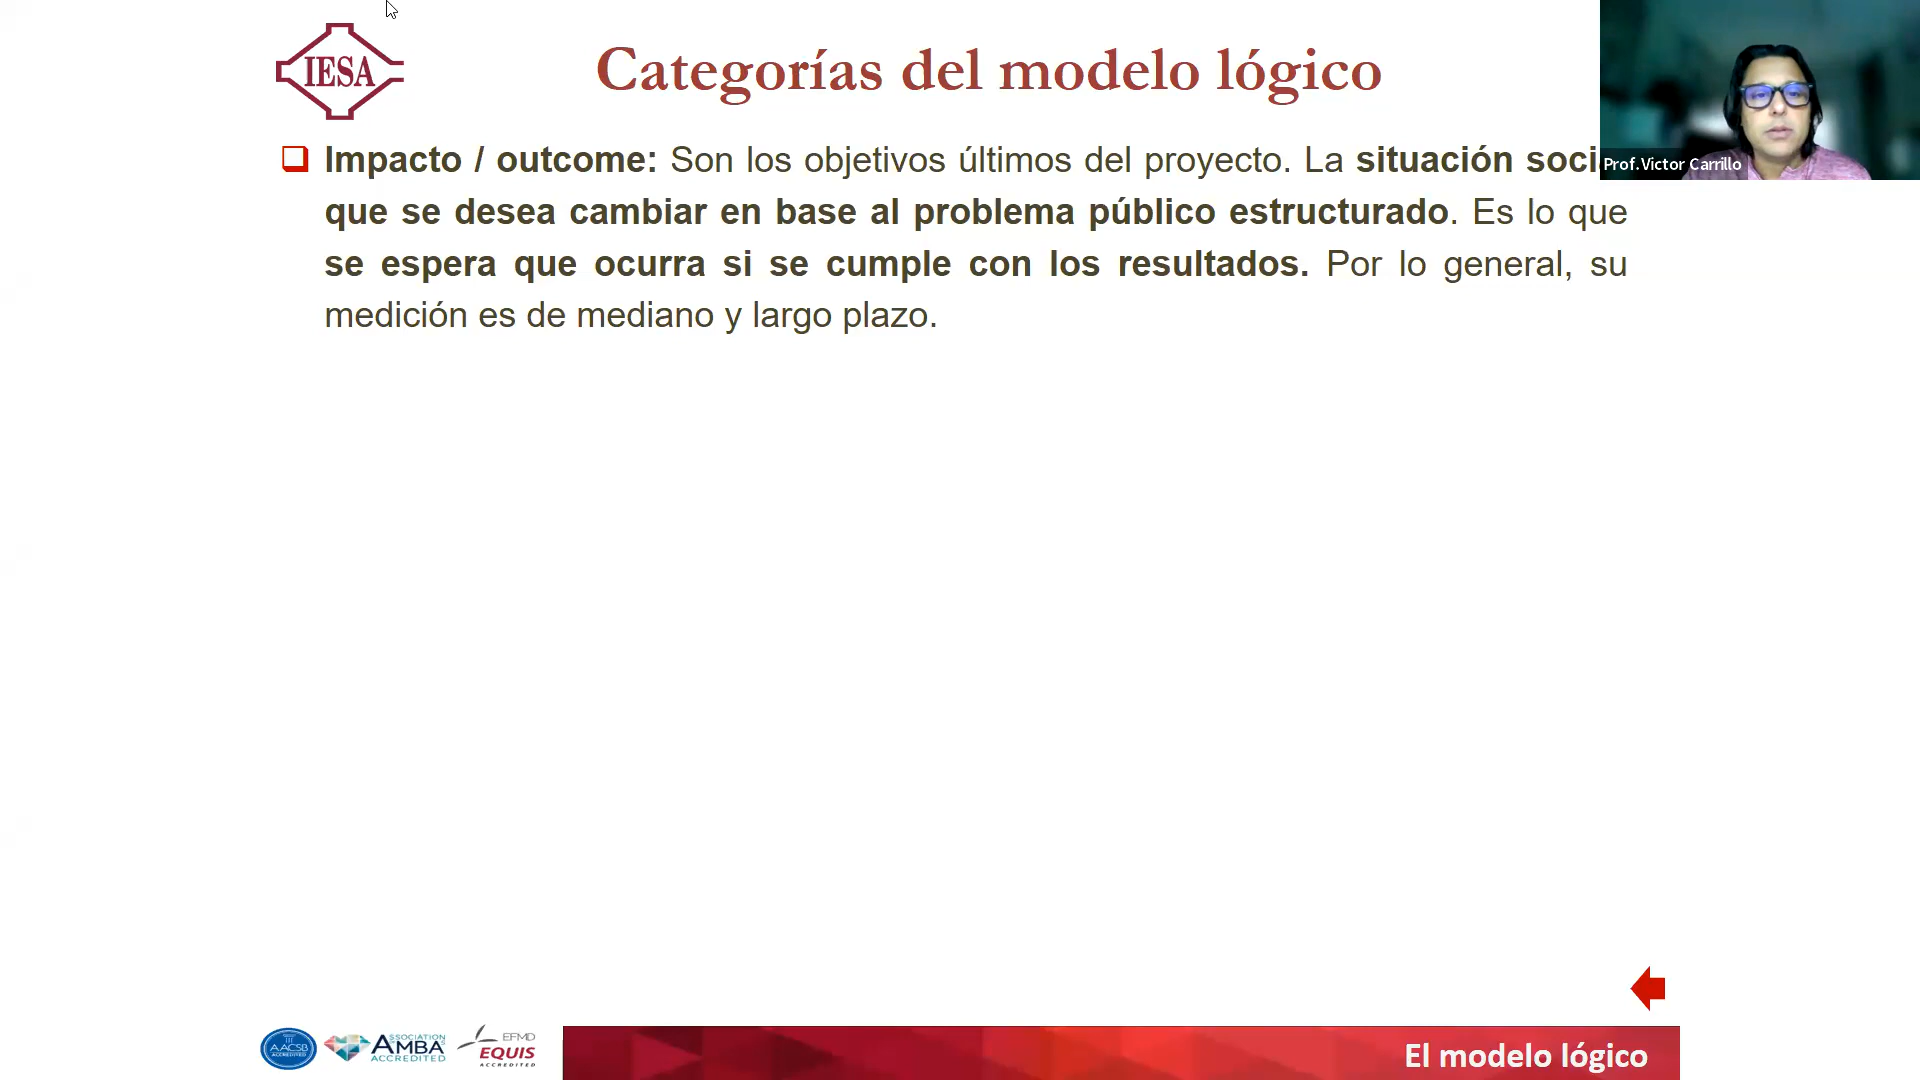 IESA
Categorías del modelo lógico
Impacto / outcome: Son los objetivos últimos del proyecto. La situación soci
Prof. Victor Carrillo
que se desea cambiar en base al problema público estructurado. Es lo que
se espera que ocurra si se cumple con los resultados. Por lo general, su
medición es de mediano y largo plazo.
AACSB
ACCREDITED
ASSOCIATION
AMBA
ACCREDITED
EFMD
EQUIS
ACCREDITED
El modelo lógico